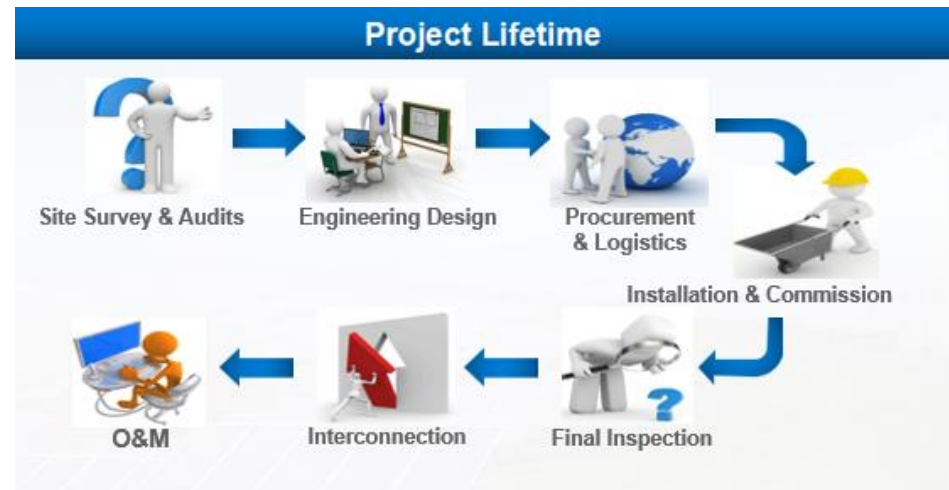 Project Lifetime
Site Survey & Audits
Engineering Design
Procurement
& Logistics
Installation & Commission
O&M
Interconnection
Final Inspection